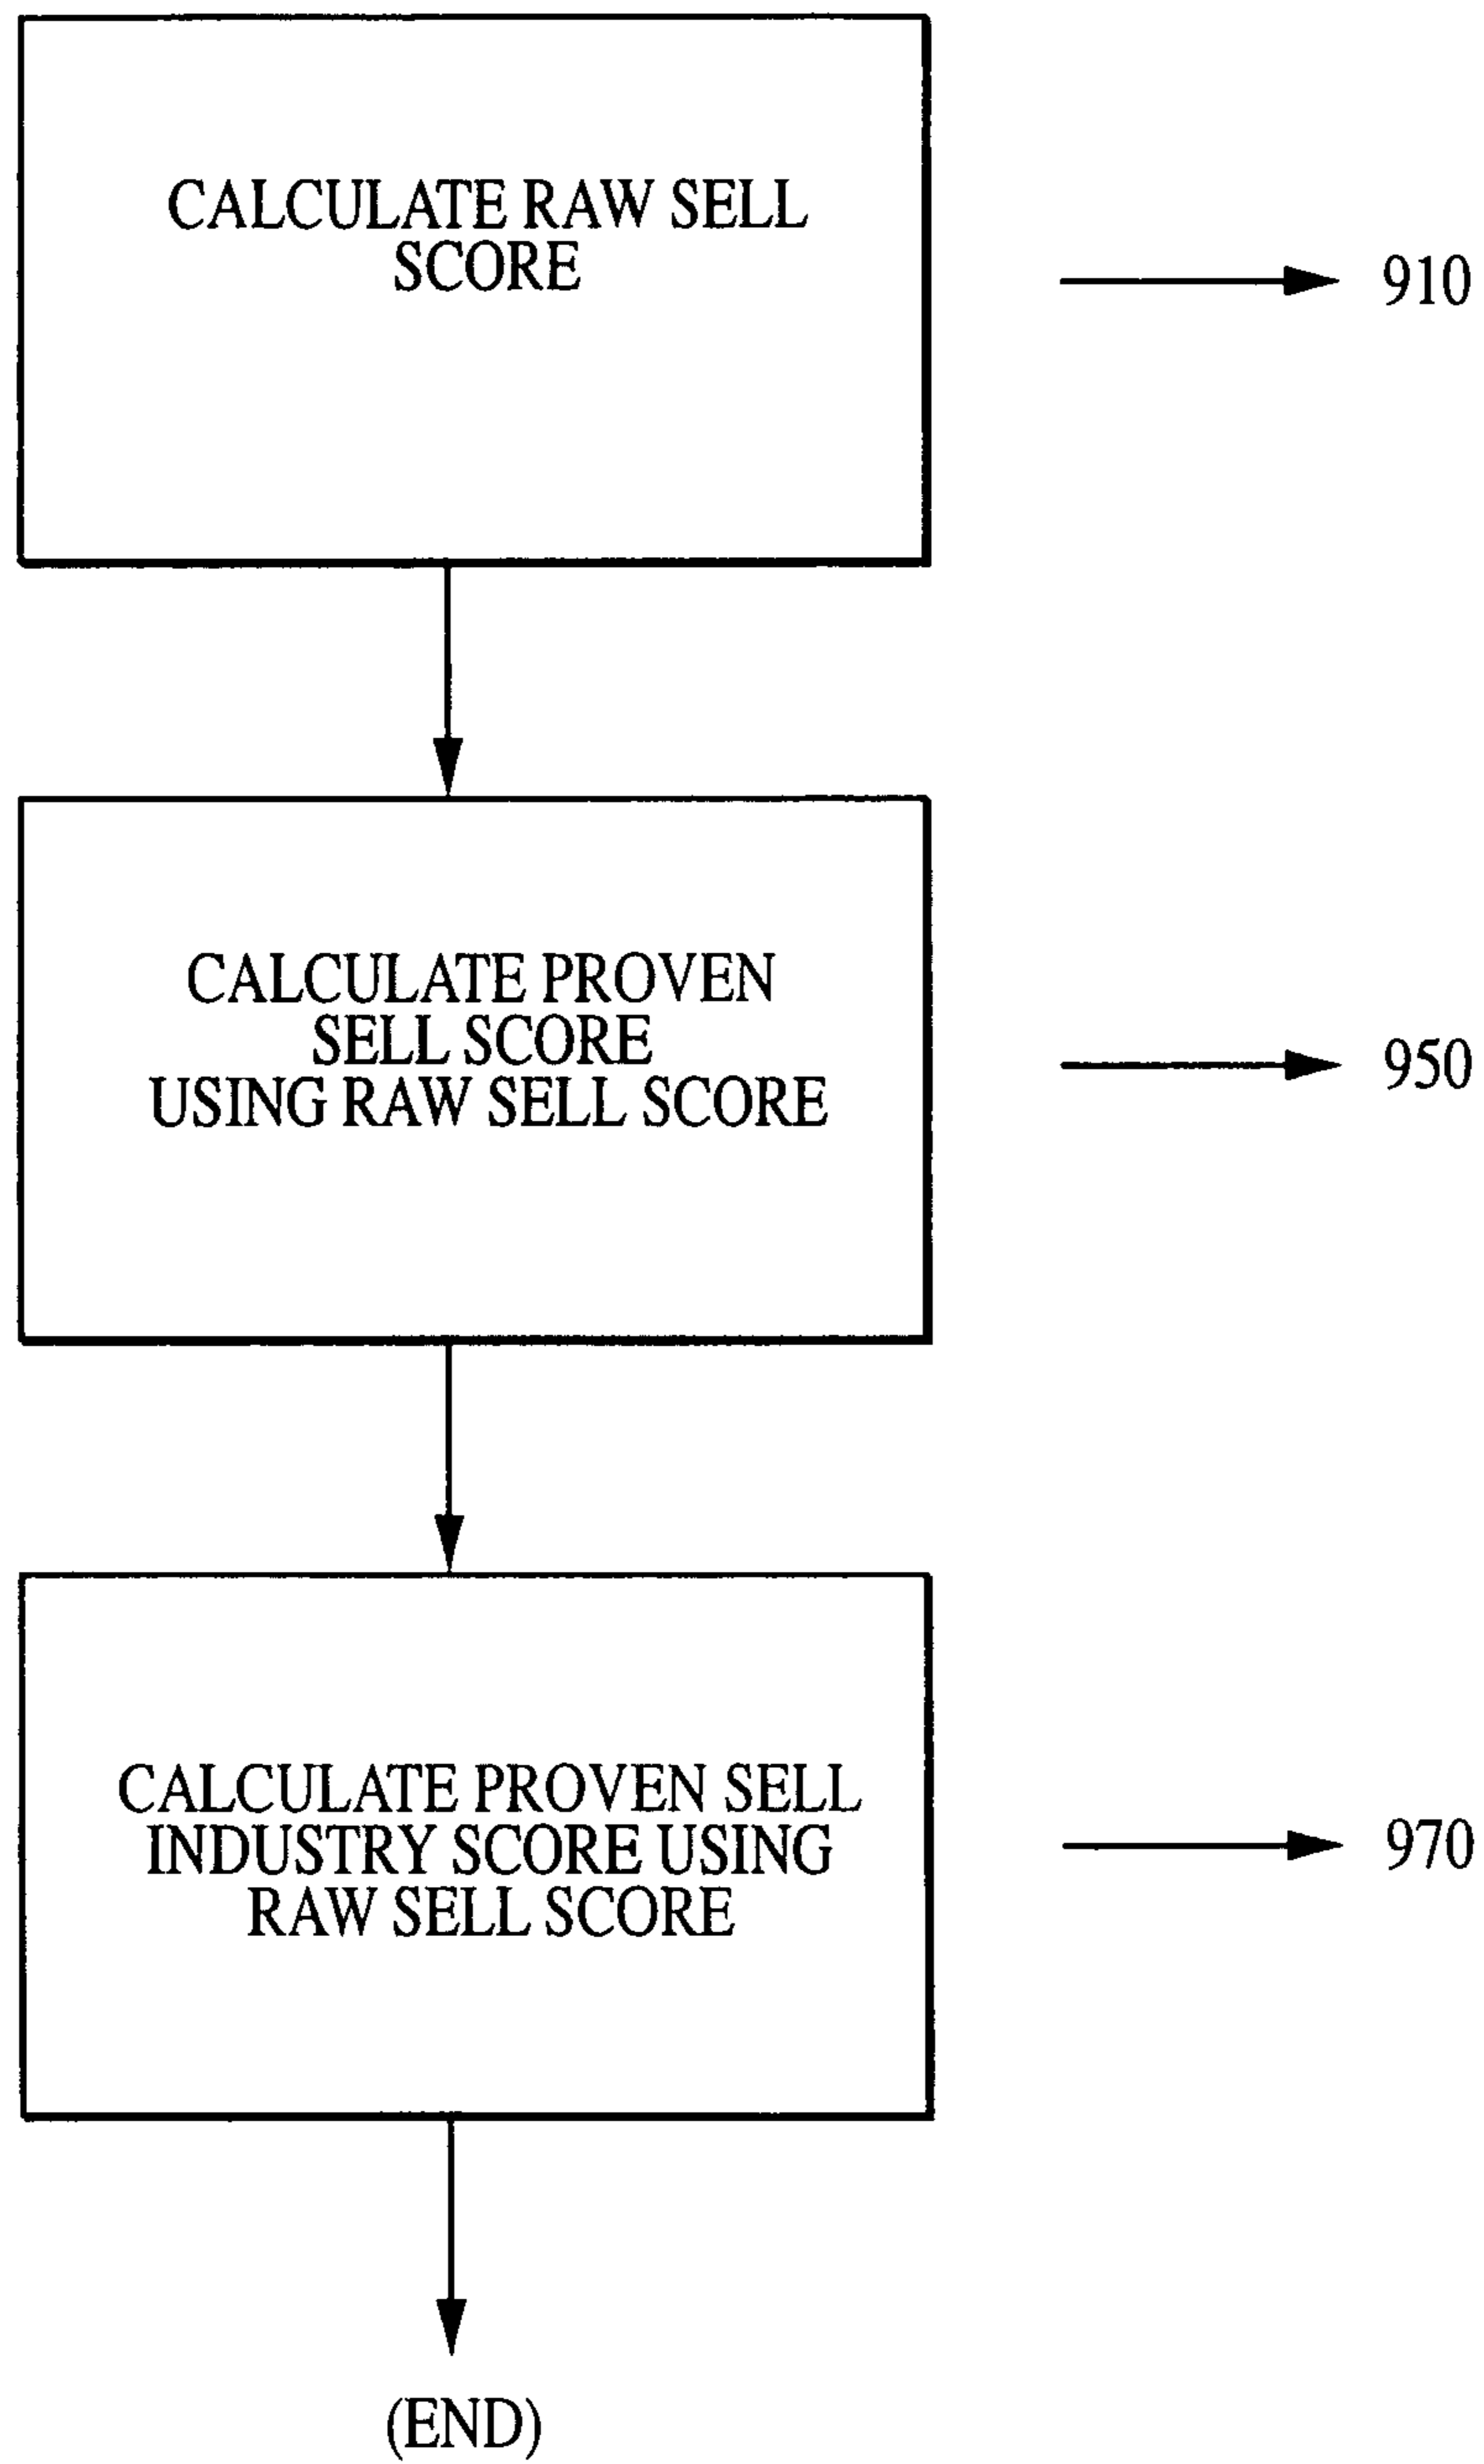 CALCULATE RAW SELL
SCORE
910
CALCULATE PROVEN
SELL SCORE
USING RAW SELL SCORE
950
CALCULATE PROVEN SELL
INDUSTRY SCORE USING
RAW SELL SCORE
970
(END)